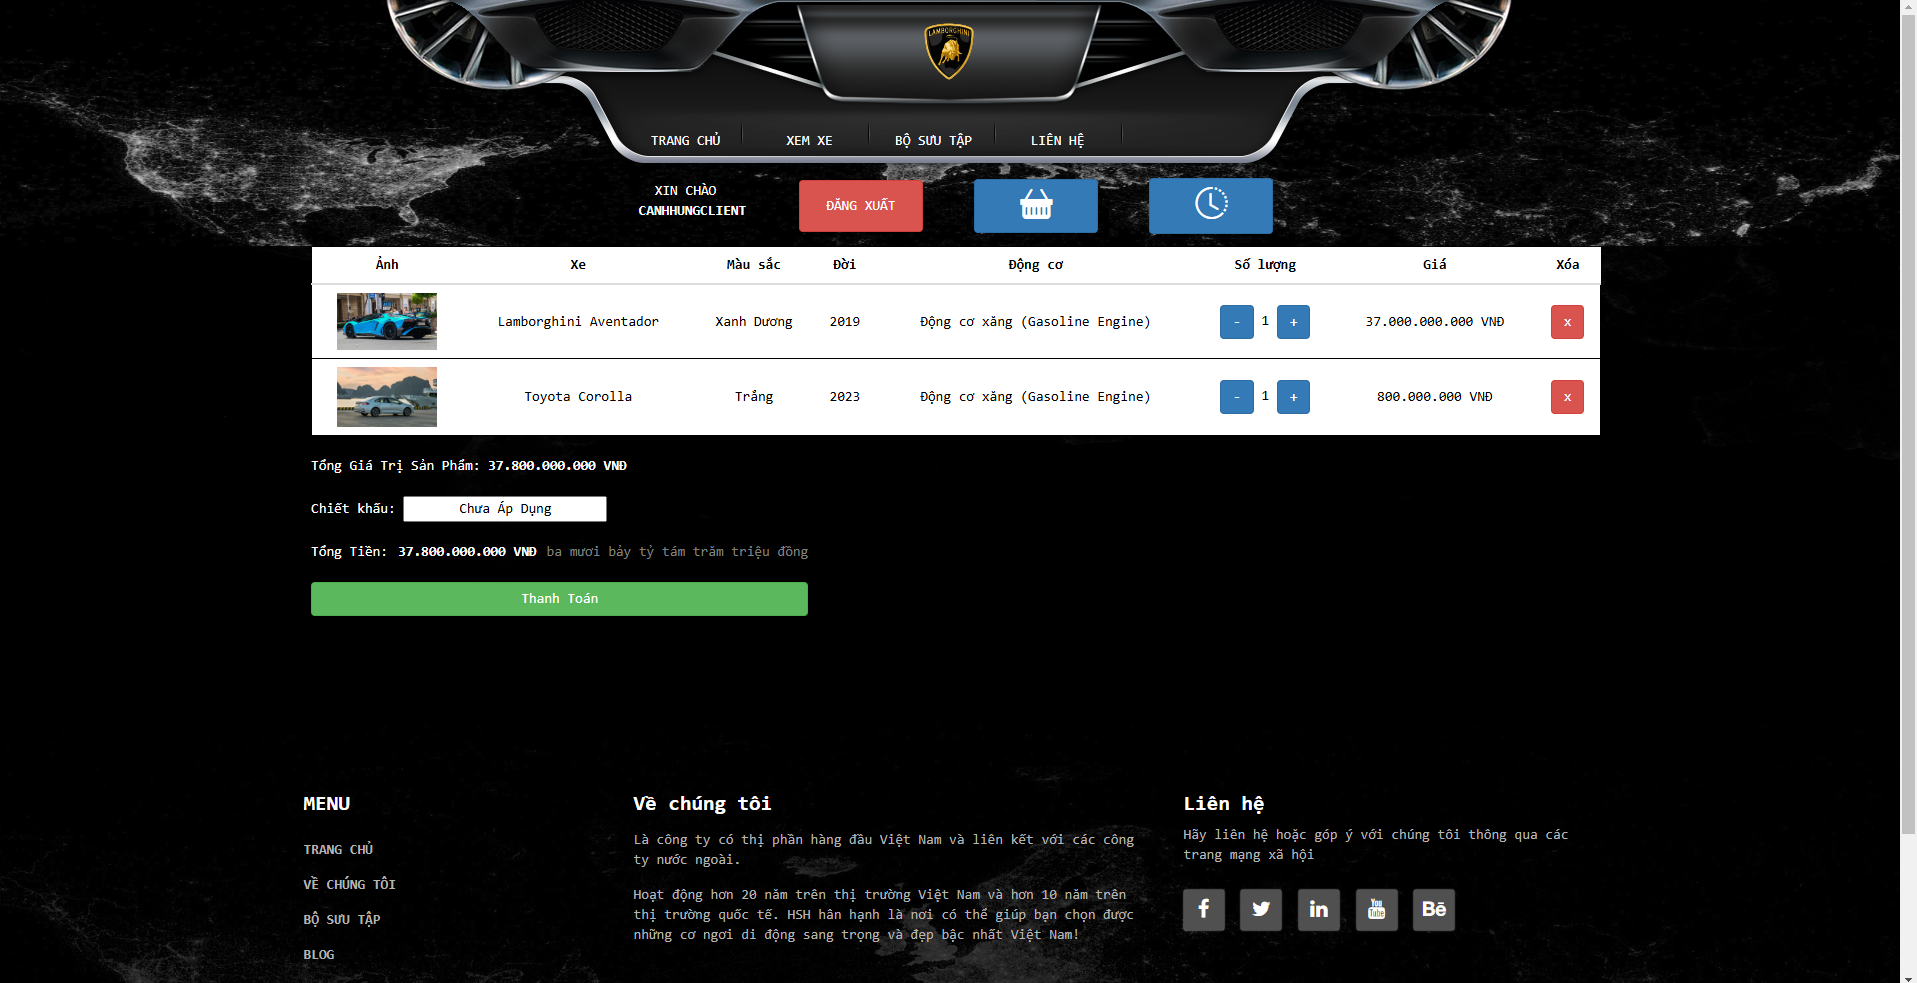 LAMBORGHINI
TRANG CHỦ XEM XE BỘ SƯU TẬP LIÊN HỆ
XIN CHÀO
CANHHUNGCLIENT
ĐĂNG XUẤT
Ảnh Xe Màu sắc Đời Động cơ Số lượng Giá Xóa
Lamborghini Aventador Xanh Dương 2019 Động cơ xăng (Gasoline Engine) - 1 + 37.000.000.000 VNĐ x
Toyota Corolla Trắng 2023 Động cơ xăng (Gasoline Engine) - 1 + 800.000.000 VNĐ x
Tổng Giá Trị Sản Phẩm: 37.800.000.000 VNĐ
Chiết khấu: Chưa Áp Dụng
Tổng Tiền: 37.800.000.000 VNĐ ba mươi bảy tỷ tám trăm triệu đồng
Thanh Toán
MENU
TRANG CHỦ
VỀ CHÚNG TÔI
BỘ SƯU TẬP
BLOG
Về chúng tôi
Là công ty có thị phần hàng đầu Việt Nam và liên kết với các công
ty nước ngoài.
Hoạt động hơn 20 năm trên thị trường Việt Nam và hơn 10 năm trên
thị trường quốc tế. HSH hân hạnh là nơi có thể giúp bạn chọn được
những cơ ngơi di động sang trọng và đẹp bậc nhất Việt Nam!
Liên hệ
Hãy liên hệ hoặc góp ý với chúng tôi thông qua các
trang mạng xã hội
f in You Tube Bē